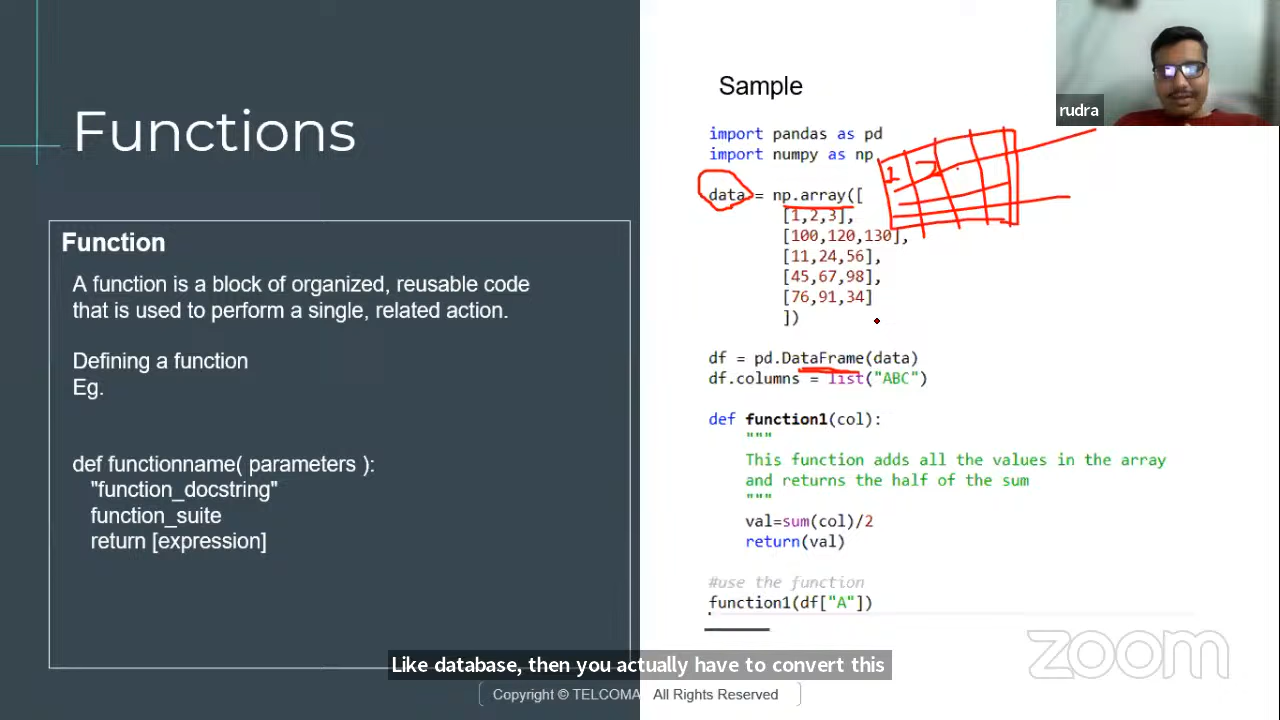 Functions
Function
A function is a block of organized, reusable code
that is used to perform a single, related action.
Defining a function
Eg.
def functionname( parameters ):
"function_docstring"
function_suite
return [expression]
Sample
import pandas as pd
import numpy as np
data = np.array([
[1,2,3],
[100,120,130],
[11,24,56],
[45,67,98],
[76,91,34]
])
df = pd.DataFrame(data)
df.columns = list("ABC")
def function1(col):
"""
This function adds all the values in the array
and returns the half of the sum
"""
val=sum(col)/2
return(val)
#use the function
function1(df["A"])
1 2
rudra
zoom
Like database, then you actually have to convert this
Copyright © TELCOMA All Rights Reserved